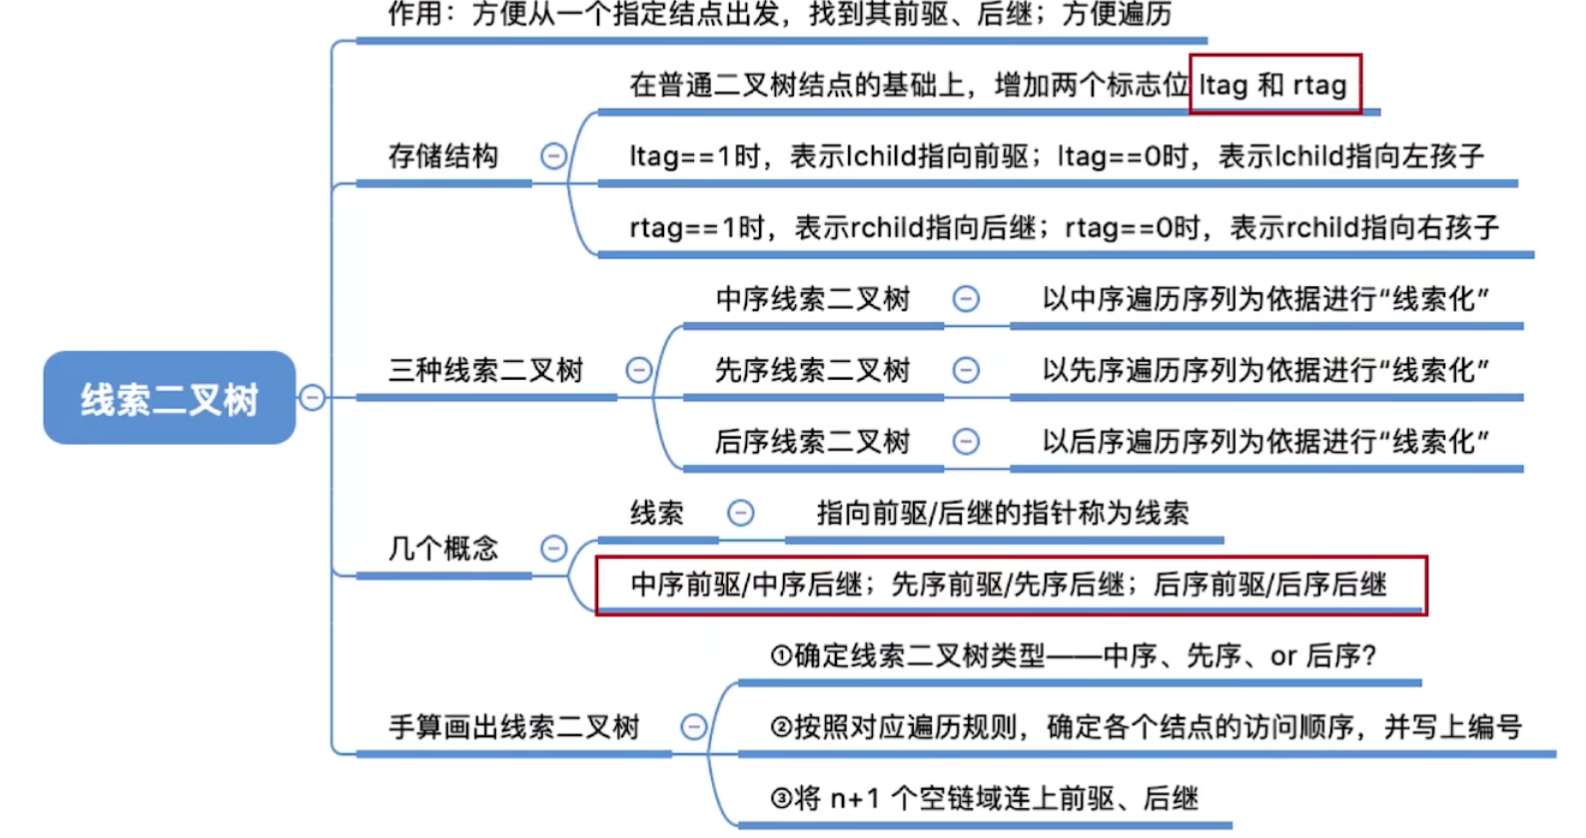 作用：方便从一个指定结点出发，找到其前驱、后继；方便遍历
在普通二叉树结点的基础上，增加两个标志位 ltag 和 rtag
存储结构
ltag==1时，表示lchild指向前驱；ltag==0时，表示lchild指向左孩子
rtag==1时，表示rchild指向后继；rtag==0时，表示rchild指向右孩子
中序线索二叉树
以中序遍历序列为依据进行“线索化”
三种线索二叉树
先序线索二叉树
以先序遍历序列为依据进行“线索化”
线索二叉树
后序线索二叉树
以后序遍历序列为依据进行“线索化”
线索
指向前驱/后继的指针称为线索
几个概念
中序前驱/中序后继；先序前驱/先序后继；后序前驱/后序后继
①确定线索二叉树类型——中序、先序、or 后序？
手算画出线索二叉树
②按照对应遍历规则，确定各个结点的访问顺序，并写上编号
③将 n+1 个空链域连上前驱、后继